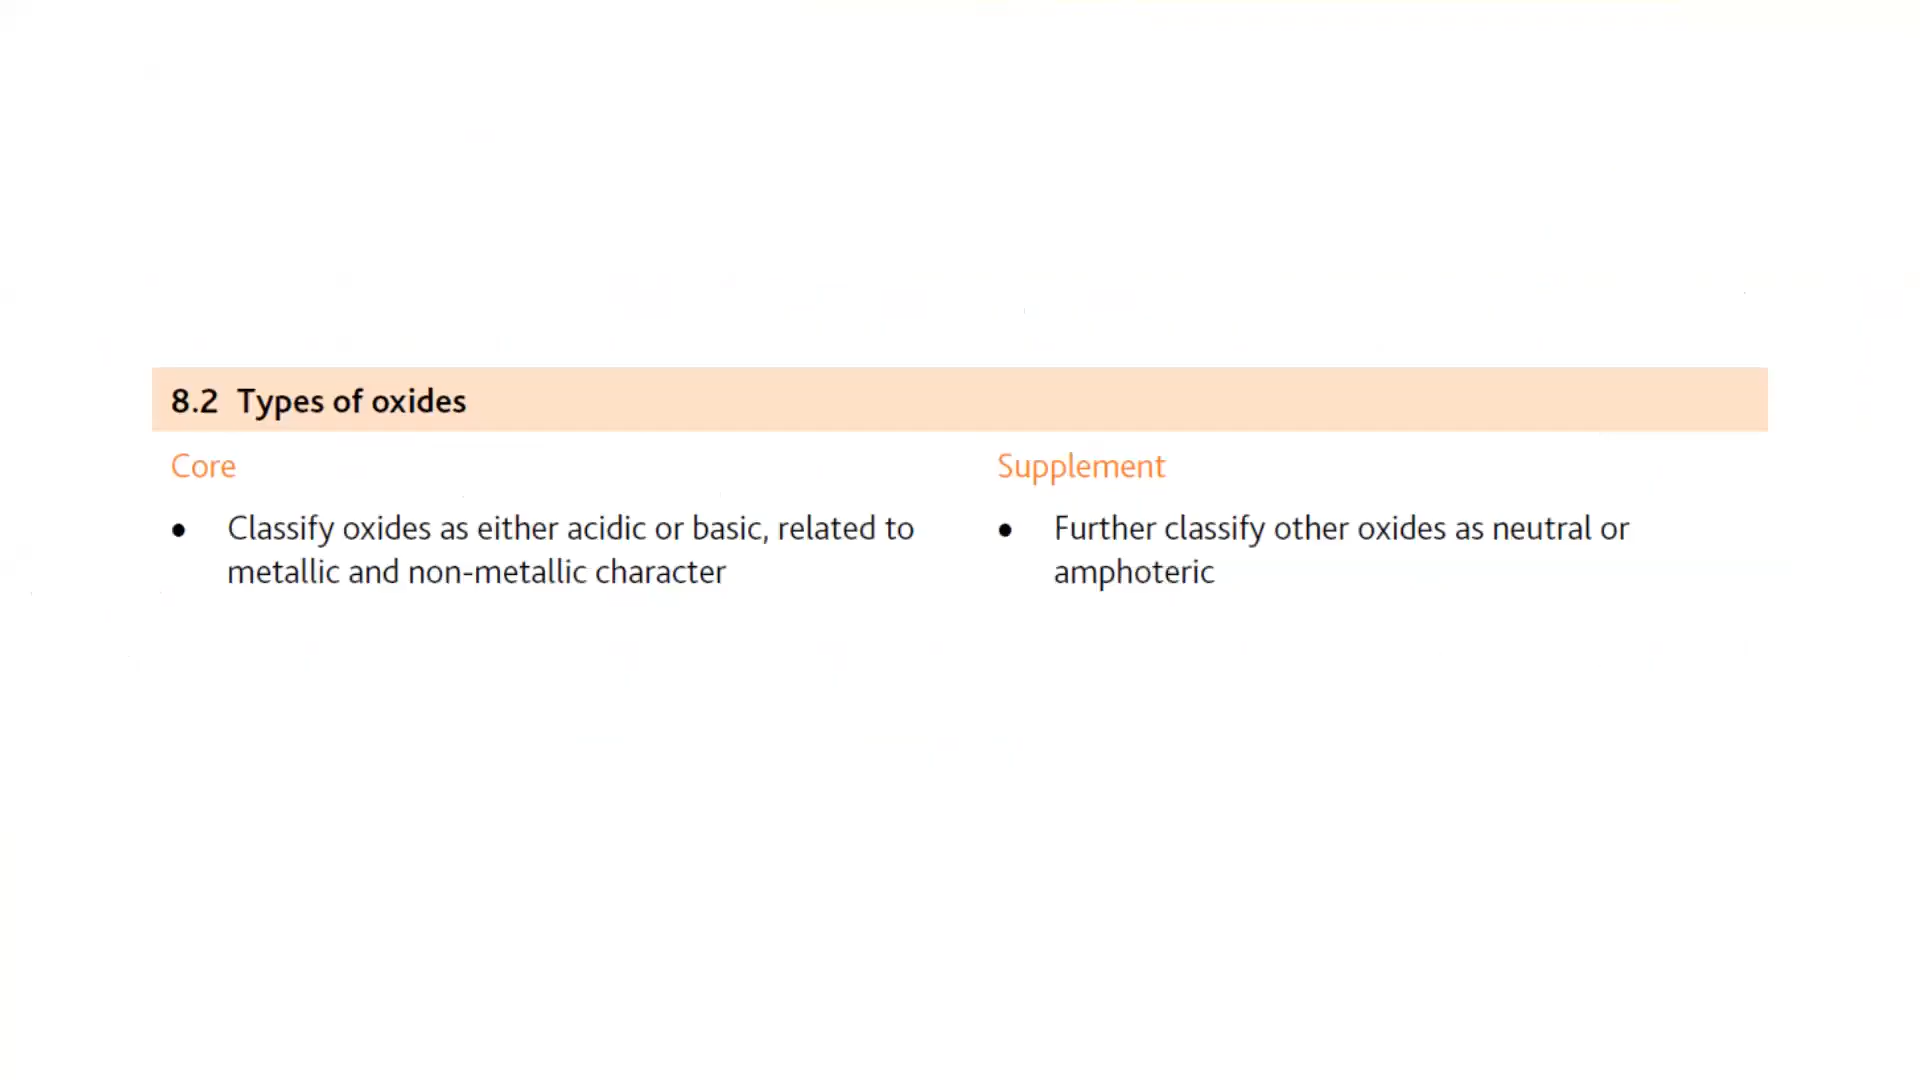 8.2 Types of oxides
Core
• Classify oxides as either acidic or basic, related to
metallic and non-metallic character
Supplement
• Further classify other oxides as neutral or
amphoteric